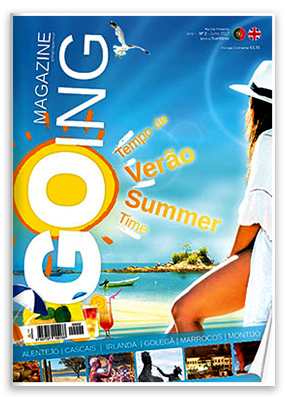 GOING
MAGAZINE
Tempo de
Verão
Summer
Time
ALENTEJO | CASCAIS | IRLANDA | GOLEGÃ | MARROCOS | MONTIJO